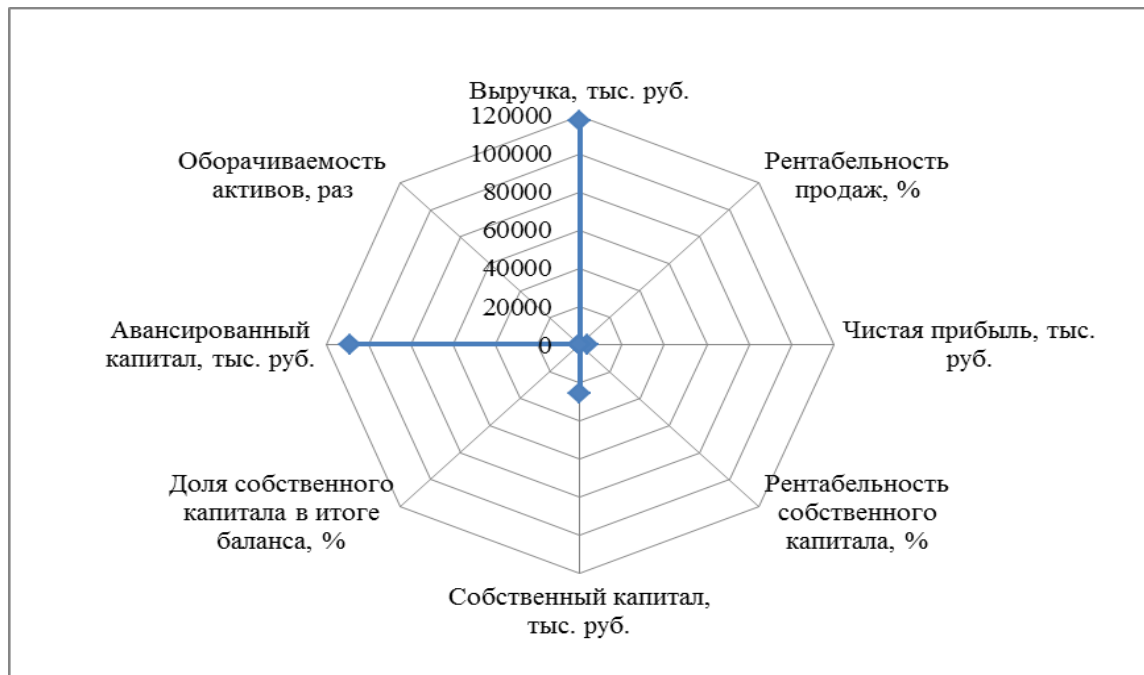 Выручка, тыс. руб.
120000
100000
80000
60000
40000
20000
0
Рентабельность
продаж, %
Чистая прибыль, тыс.
руб.
Рентабельность
собственного
капитала, %
Собственный капитал,
тыс. руб.
Доля собственного
капитала в итоге
баланса, %
Авансированный
капитал, тыс. руб.
Оборачиваемость
активов, раз